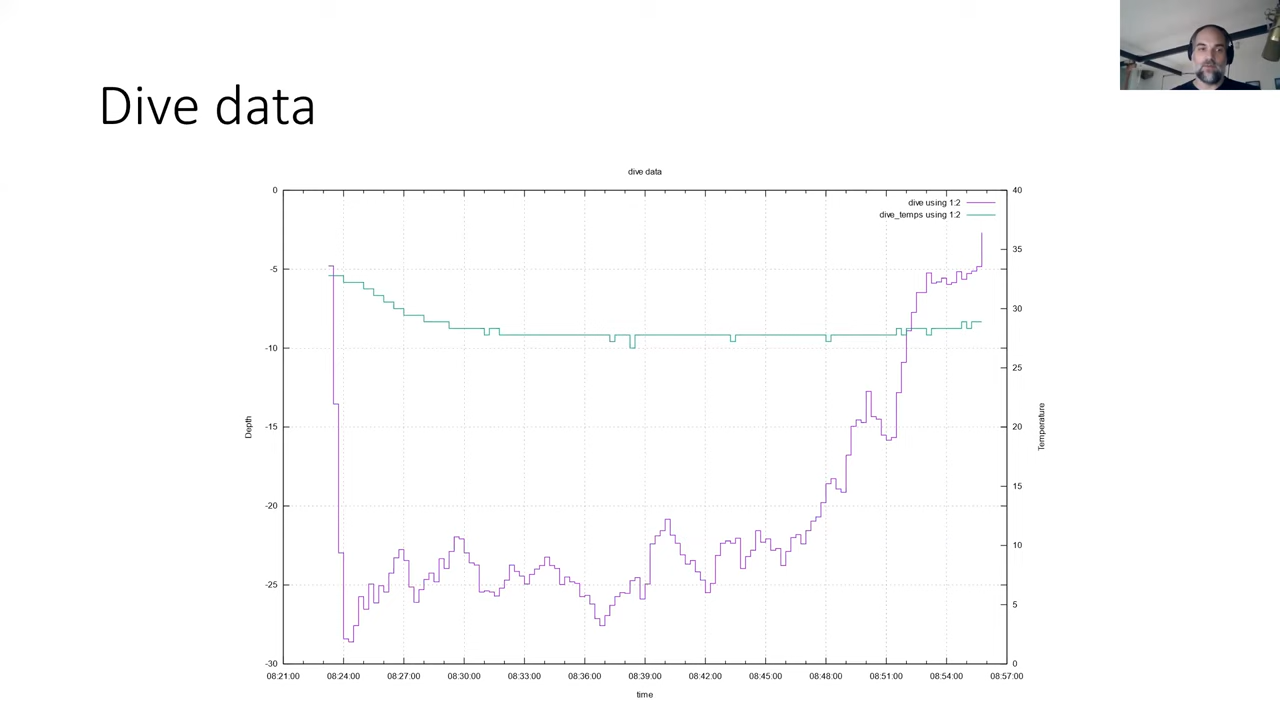 Dive data
dive data
dive using 1:2
dive_temps using 1:2
0
-5
-10
-15
-20
-25
-30
40
35
30
25
20
15
10
5
0
Depth
Temperature
08:21:00 08:24:00 08:27:00 08:30:00 08:33:00 08:36:00 08:39:00 08:42:00 08:45:00 08:48:00 08:51:00 08:54:00 08:57:00
time